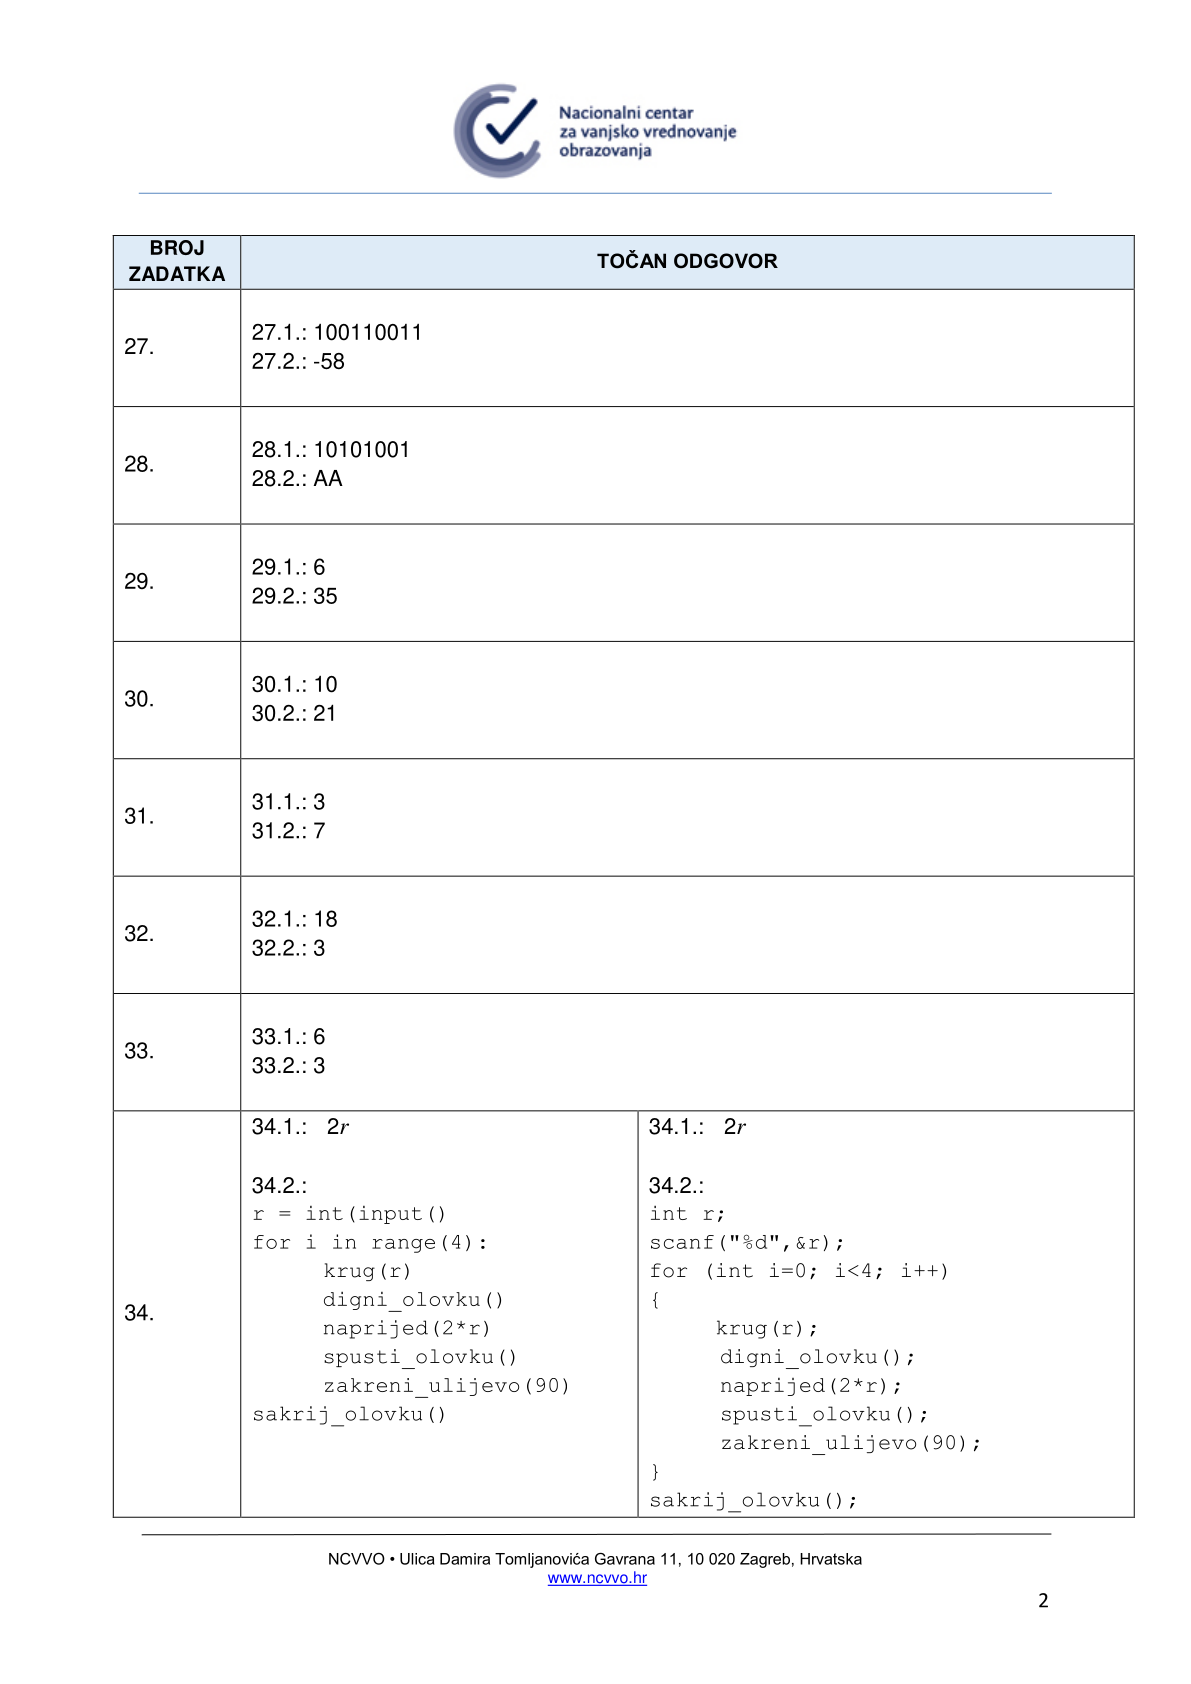 Nacionalni centar
za vanjsko vrednovanje
obrazovanja
BROJ
ZADATKA
TOČAN ODGOVOR
27.
27.1.: 100110011
27.2.: -58
28.
28.1.: 10101001
28.2.: AA
29.
29.1.: 6
29.2.: 35
30.
30.1.: 10
30.2.: 21
31.
31.1.: 3
31.2.: 7
32.
32.1.: 18
32.2.: 3
33.
33.1.: 6
33.2.: 3
34.
34.1.: 2r
34.2.:
r = int(input()
for i in range(4):
krug(r)
digni_olovku()
naprijed(2*r)
spusti_olovku()
zakreni_ulijevo(90)
sakrij_olovku()
34.1.: 2r
34.2.:
int r;
scanf("%d",&r);
for (int i=0; i<4; i++)
{
krug(r);
digni_olovku();
naprijed(2*r);
spusti_olovku();
zakreni_ulijevo(90);
}
sakrij_olovku();
NCVVO • Ulica Damira Tomljanovića Gavrana 11, 10 020 Zagreb, Hrvatska
www.ncvvo.hr
2